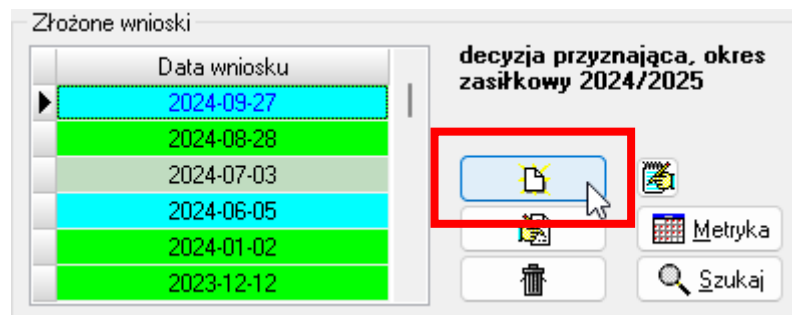 Złożone wnioski
Data wniosku
2024-09-27
2024-08-28
2024-07-03
2024-06-05
2024-01-02
2023-12-12
decyzja przyznająca, okres
zasiłkowy 2024/2025
Metryka
Szukaj